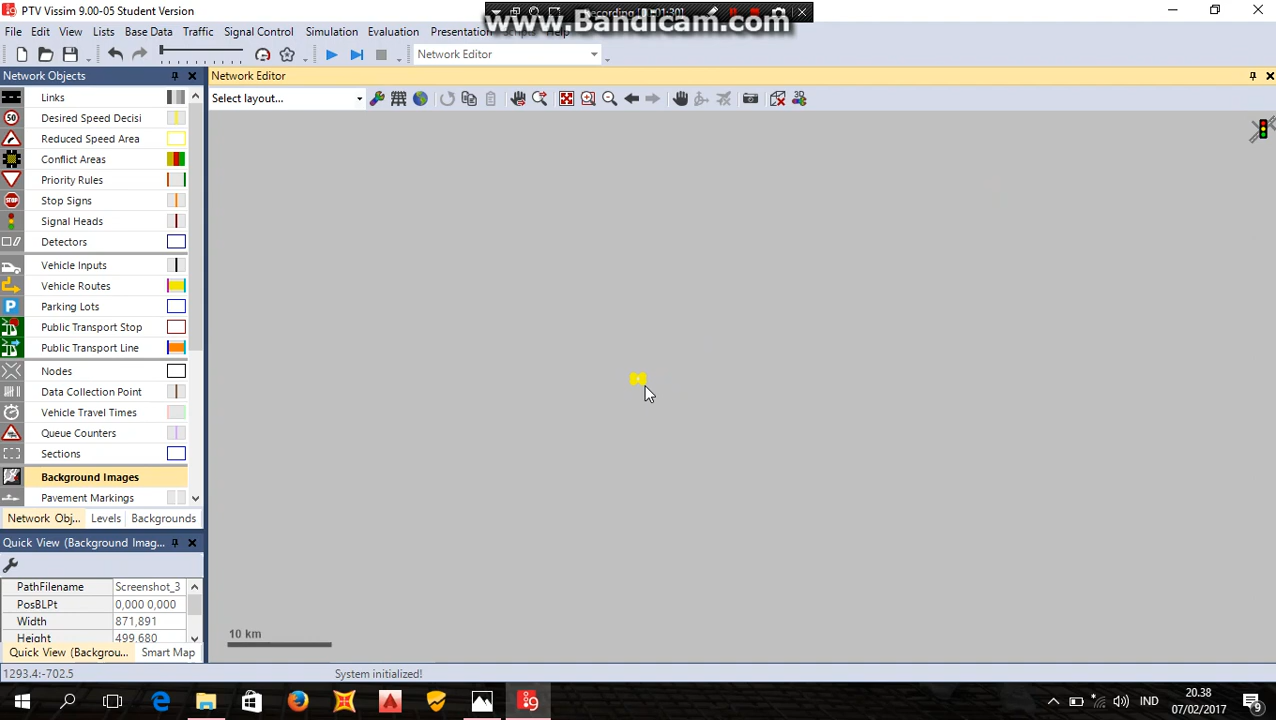 PTV Vissim 9.00-05 Student Version
www.Bandicam.com
File Edit View Lists Base Data Traffic Signal Control Simulation Evaluation Presentation Scripts Help
Network Editor
Network Objects
Network Editor
Select layout...
Links
50 Desired Speed Decisi
Reduced Speed Area
Conflict Areas
Priority Rules
STOP Stop Signs
Signal Heads
Detectors
Vehicle Inputs
Vehicle Routes
P Parking Lots
Public Transport Stop
Public Transport Line
Nodes
Data Collection Point
Vehicle Travel Times
Queue Counters
Sections
Background Images
Pavement Markings
Network Obj... Levels Backgrounds
Quick View (Background Imag...
PathFilename Screenshot_3
PosBLPt 0,000 0,000
Width 871,891
Height 499,680
Quick View (Backgrou... Smart Map
10 km
1293.4:-702.5 System initialized!
IND
20.38
07/02/2017